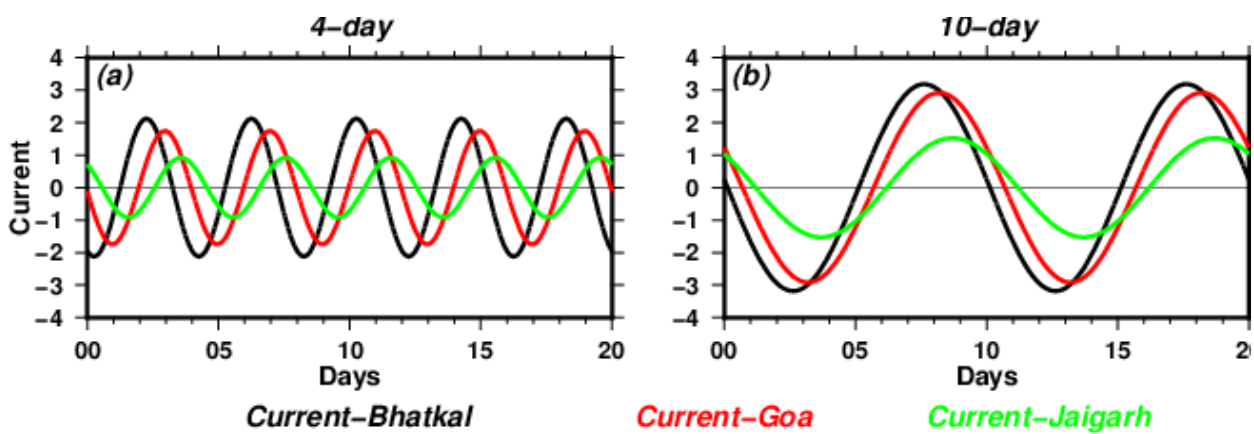 4−day
10−day
(a)
(b)
4
3
2
1
0
−1
−2
−3
−4
Current
4
3
2
1
0
−1
−2
−3
−4
00 05 10 15 20
00 05 10 15
Days
Days
Current−Bhatkal
Current−Goa
Current−Jaigarh